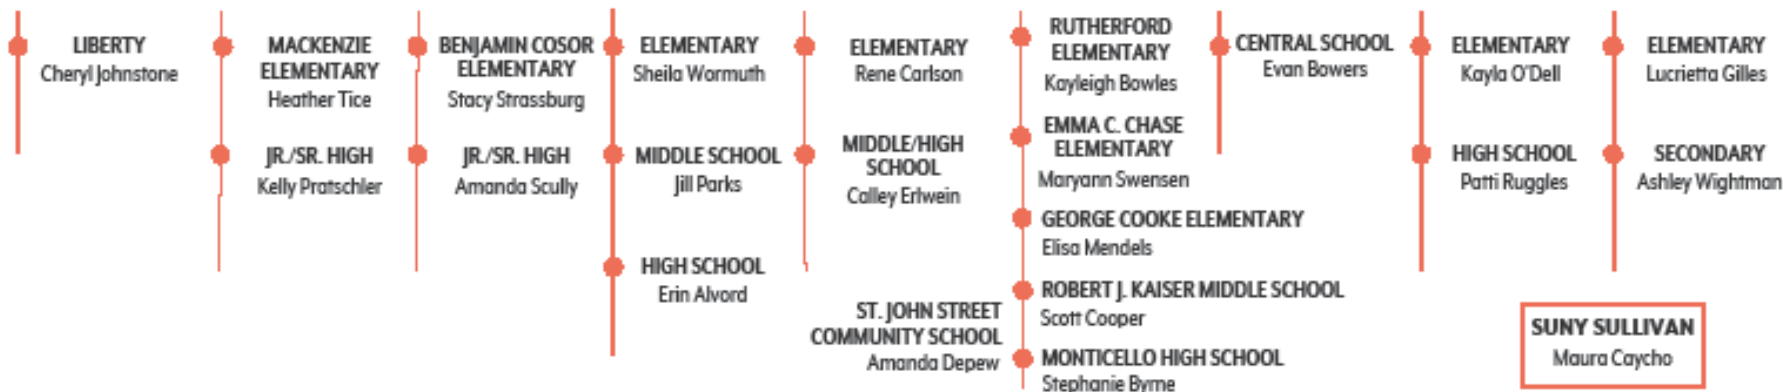 LIBERTY
Cheryl Johnstone
MACKENZIE
ELEMENTARY
Heather Tice
JR./SR. HIGH
Kelly Pratschler
BENJAMIN COSOR
ELEMENTARY
Stacy Strassburg
JR./SR. HIGH
Amanda Scully
ELEMENTARY
Sheila Wormuth
MIDDLE SCHOOL
Jill Parks
HIGH SCHOOL
Erin Alvord
ELEMENTARY
Rene Carlson
MIDDLE/HIGH
SCHOOL
Calley Erlwein
RUTHERFORD
ELEMENTARY
Kayleigh Bowles
EMMA C. CHASE
ELEMENTARY
Maryann Swensen
GEORGE COOKE ELEMENTARY
Elisa Mendels
ROBERT J. KAISER MIDDLE SCHOOL
Scott Cooper
ST. JOHN STREET
COMMUNITY SCHOOL
Amanda Depew
MONTICELLO HIGH SCHOOL
Stephanie Byrne
CENTRAL SCHOOL
Evan Bowers
ELEMENTARY
Kayla O'Dell
HIGH SCHOOL
Patti Ruggles
ELEMENTARY
Lucrietta Gilles
SECONDARY
Ashley Wightman
SUNY SULLIVAN
Maura Caycho